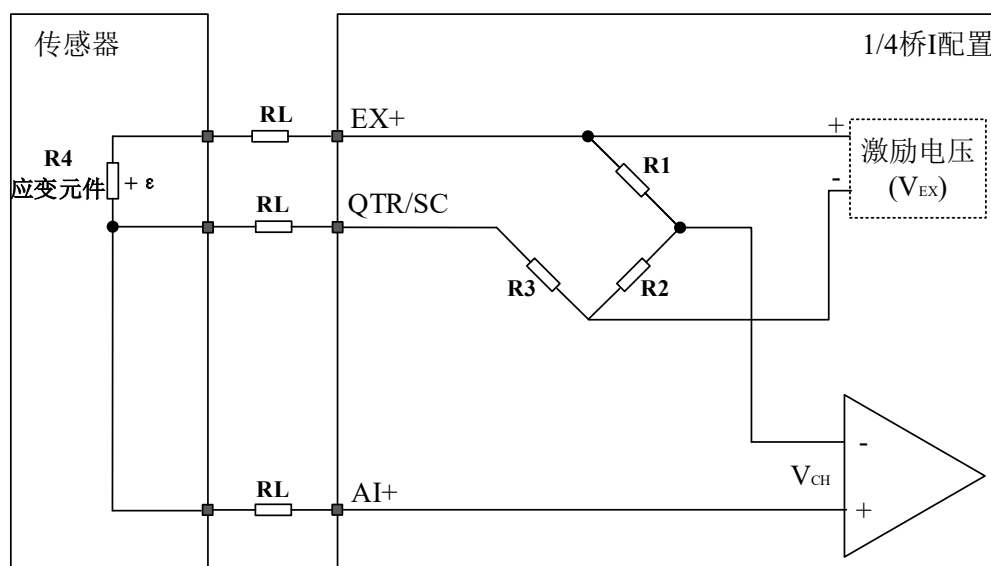 传感器
1/4桥I配置
RL
EX+
+
激励电压
(VEX)
-
R1
R4
应变元件
+ ε
RL
QTR/SC
R3
R2
-
VCH
RL
AI+
+